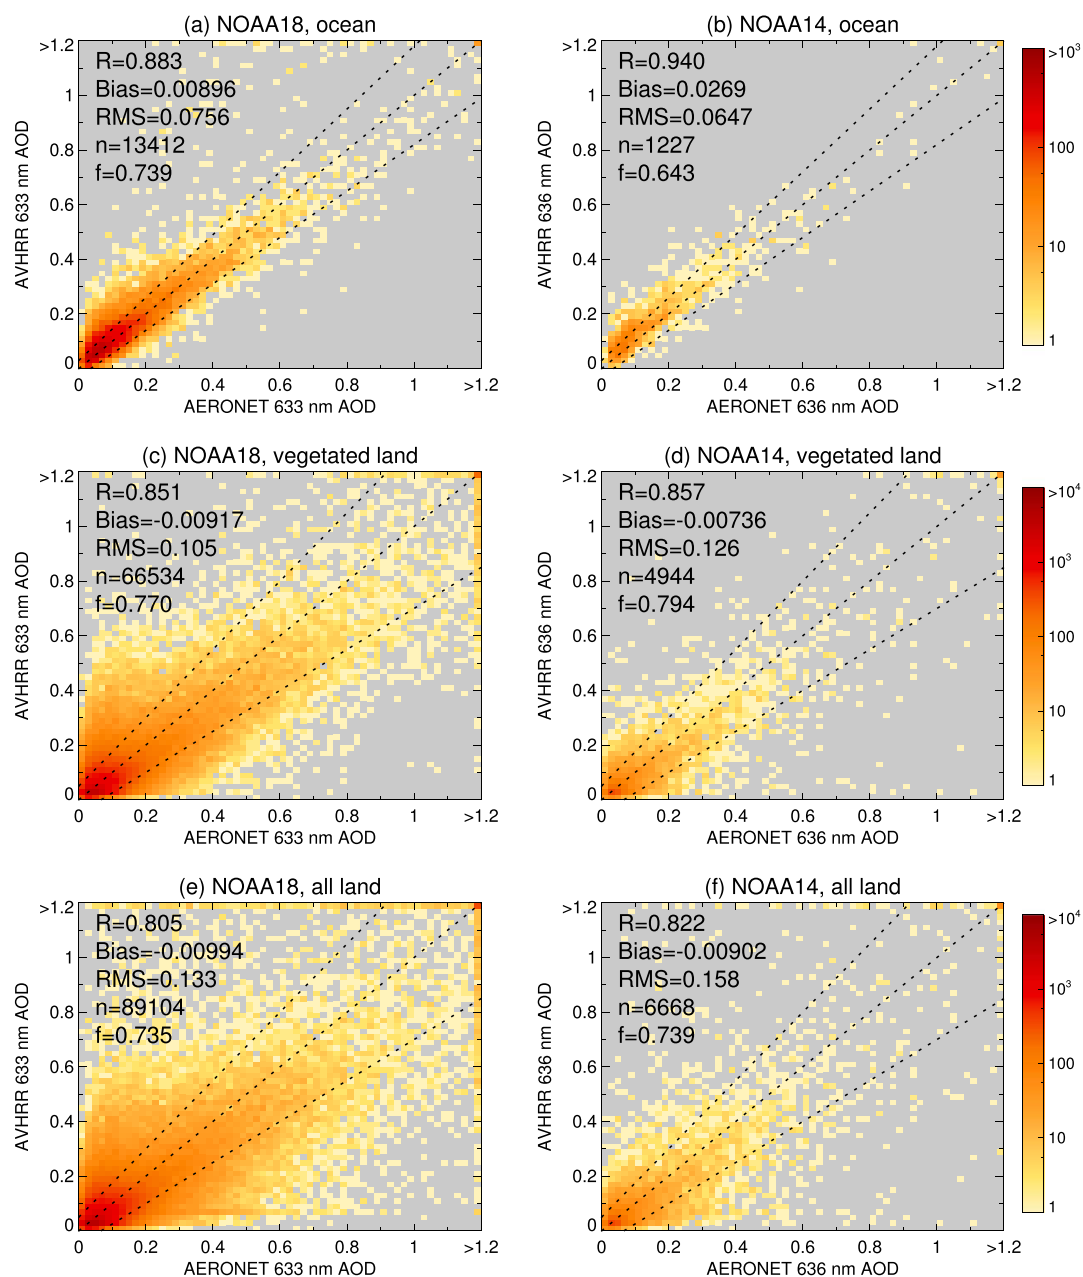 (a) NOAA18, ocean
>1.2
1
0.8
0.6
0.4
0.2
0
AVHRR 633 nm AOD
R=0.883
Bias=0.00896
RMS=0.0756
n=13412
f=0.739
0 0.2 0.4 0.6 0.8 1 >1.2
AERONET 633 nm AOD
(b) NOAA14, ocean
>1.2
1
0.8
0.6
0.4
0.2
0
AVHRR 636 nm AOD
R=0.940
Bias=0.0269
RMS=0.0647
n=1227
f=0.643
0 0.2 0.4 0.6 0.8 1 >1.2
AERONET 636 nm AOD
>10³
100
10
1
(c) NOAA18, vegetated land
>1.2
1
0.8
0.6
0.4
0.2
0
AVHRR 633 nm AOD
R=0.851
Bias=-0.00917
RMS=0.105
n=66534
f=0.770
0 0.2 0.4 0.6 0.8 1 >1.2
AERONET 633 nm AOD
(d) NOAA14, vegetated land
>1.2
1
0.8
0.6
0.4
0.2
0
AVHRR 636 nm AOD
R=0.857
Bias=-0.00736
RMS=0.126
n=4944
f=0.794
0 0.2 0.4 0.6 0.8 1 >1.2
AERONET 636 nm AOD
>10⁴
10³
100
10
1
(e) NOAA18, all land
>1.2
1
0.8
0.6
0.4
0.2
0
AVHRR 633 nm AOD
R=0.805
Bias=-0.00994
RMS=0.133
n=89104
f=0.735
0 0.2 0.4 0.6 0.8 1 >1.2
AERONET 633 nm AOD
(f) NOAA14, all land
>1.2
1
0.8
0.6
0.4
0.2
0
AVHRR 636 nm AOD
R=0.822
Bias=-0.00902
RMS=0.158
n=6668
f=0.739
0 0.2 0.4 0.6 0.8 1 >1.2
AERONET 636 nm AOD
>10⁴
10³
100
10
1